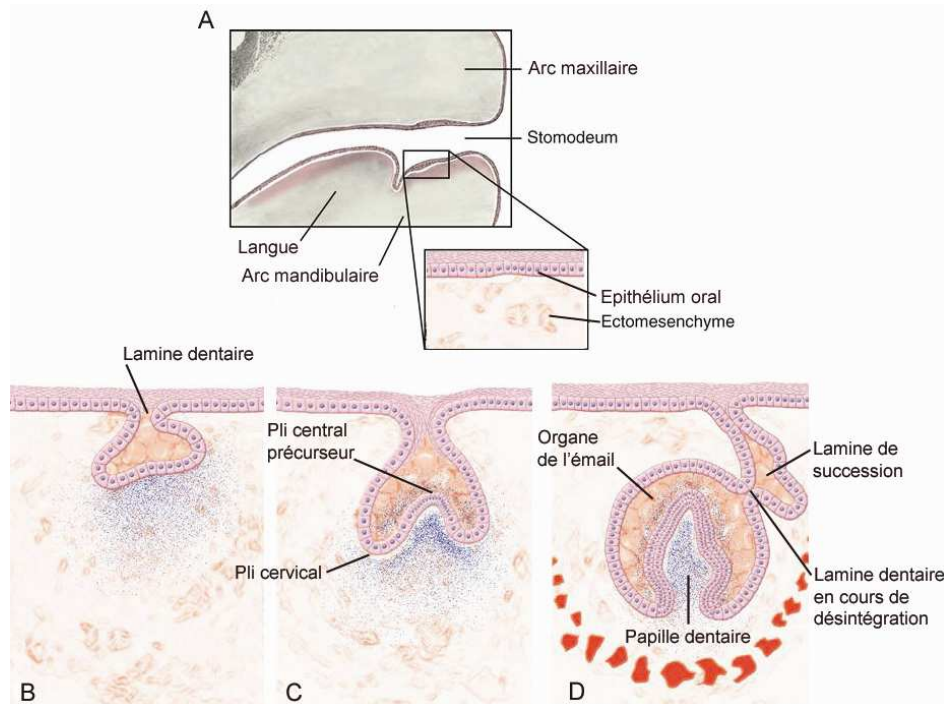 A
Arc maxillaire
Stomodeum
Langue
Arc mandibulaire
Epithélium oral
Ectomesenchyme
Lamine dentaire
Pli central
précurseur
Pli cervical
Organe
de l'émail
Lamine de
succession
Lamine dentaire
en cours de
désintégration
Papille dentaire
B
C
D